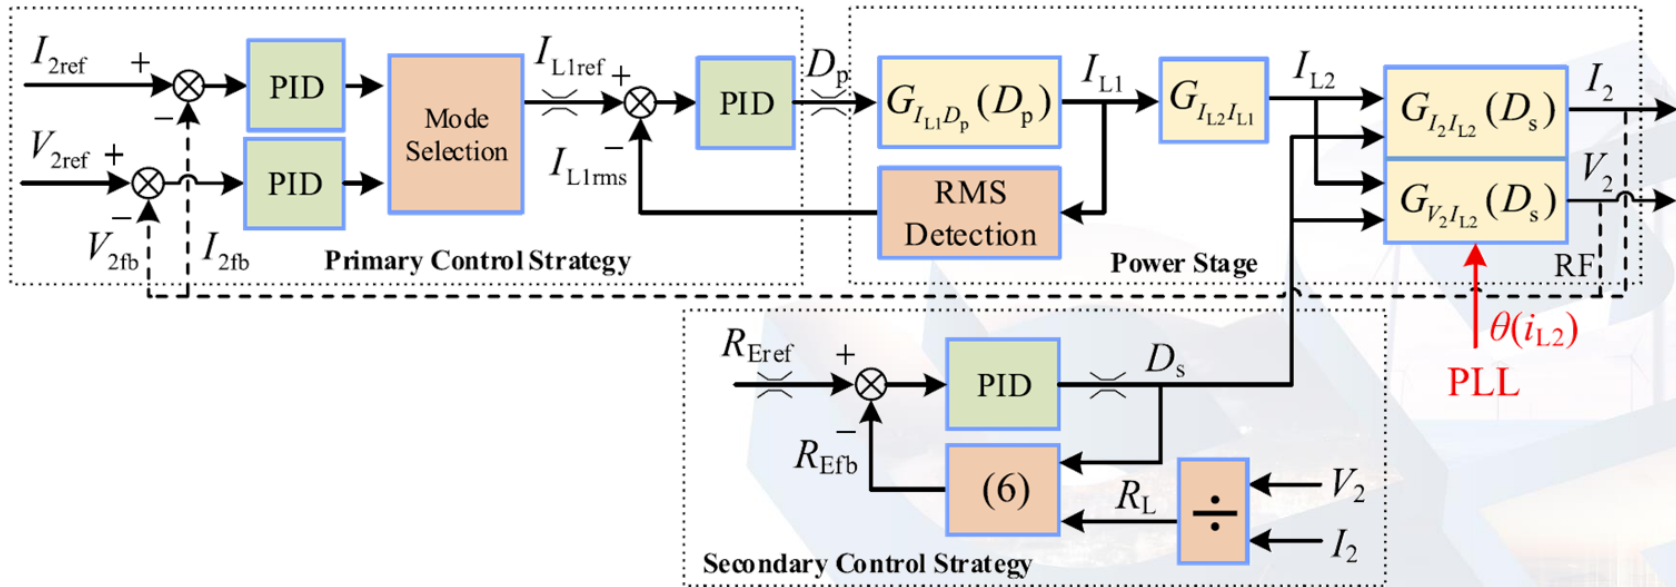 I2ref
+
−
PID
V2ref
+
−
PID
V2fb
I2fb
Mode
Selection
IL1ref
+
−
IL1rms
PID
Dp
Primary Control Strategy
GIL1Dp(Dp)
IL1
GIL2IL1
IL2
GI2IL2(Ds)
I2
GV2IL2(Ds)
V2
RMS
Detection
Power Stage
RF
θ(iL2)
PLL
REref
+
−
PID
Ds
REfb
(6)
RL
÷
V2
I2
Secondary Control Strategy